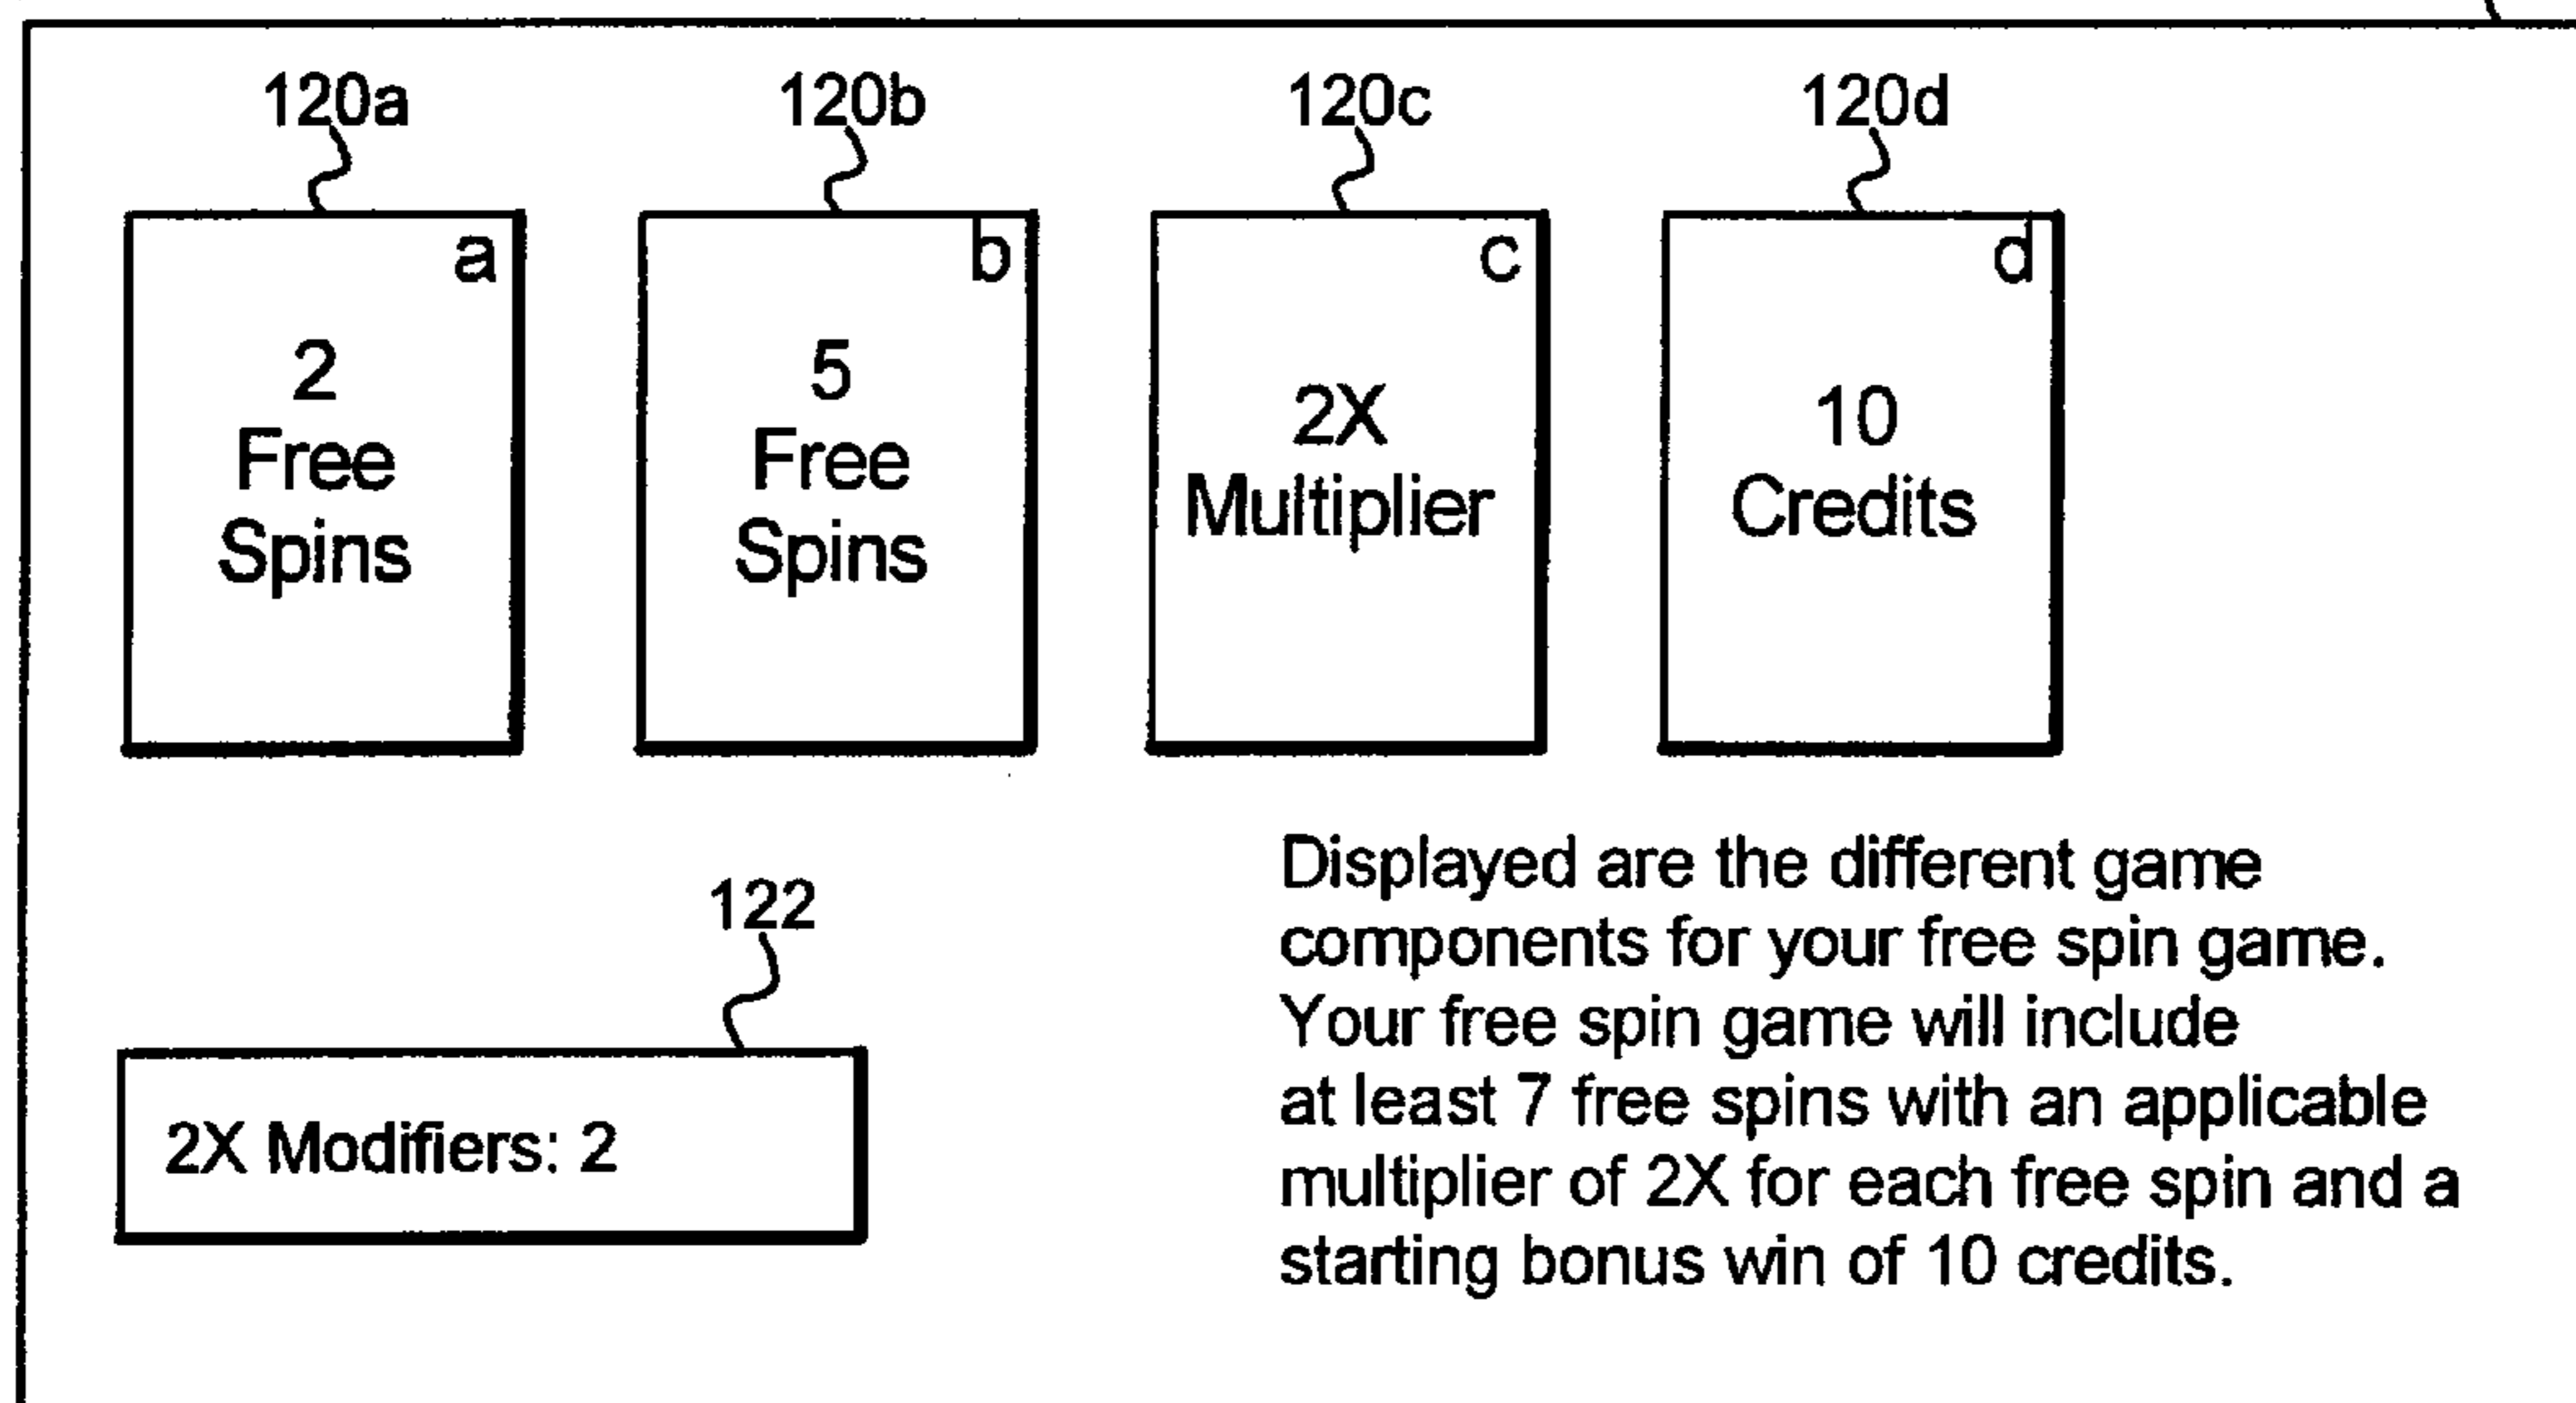 120a
120b
120c
120d
a
2
Free
Spins
b
5
Free
Spins
c
2X
Multiplier
d
10
Credits
122
2X Modifiers: 2
Displayed are the different game
components for your free spin game.
Your free spin game will include
at least 7 free spins with an applicable
multiplier of 2X for each free spin and a
starting bonus win of 10 credits.